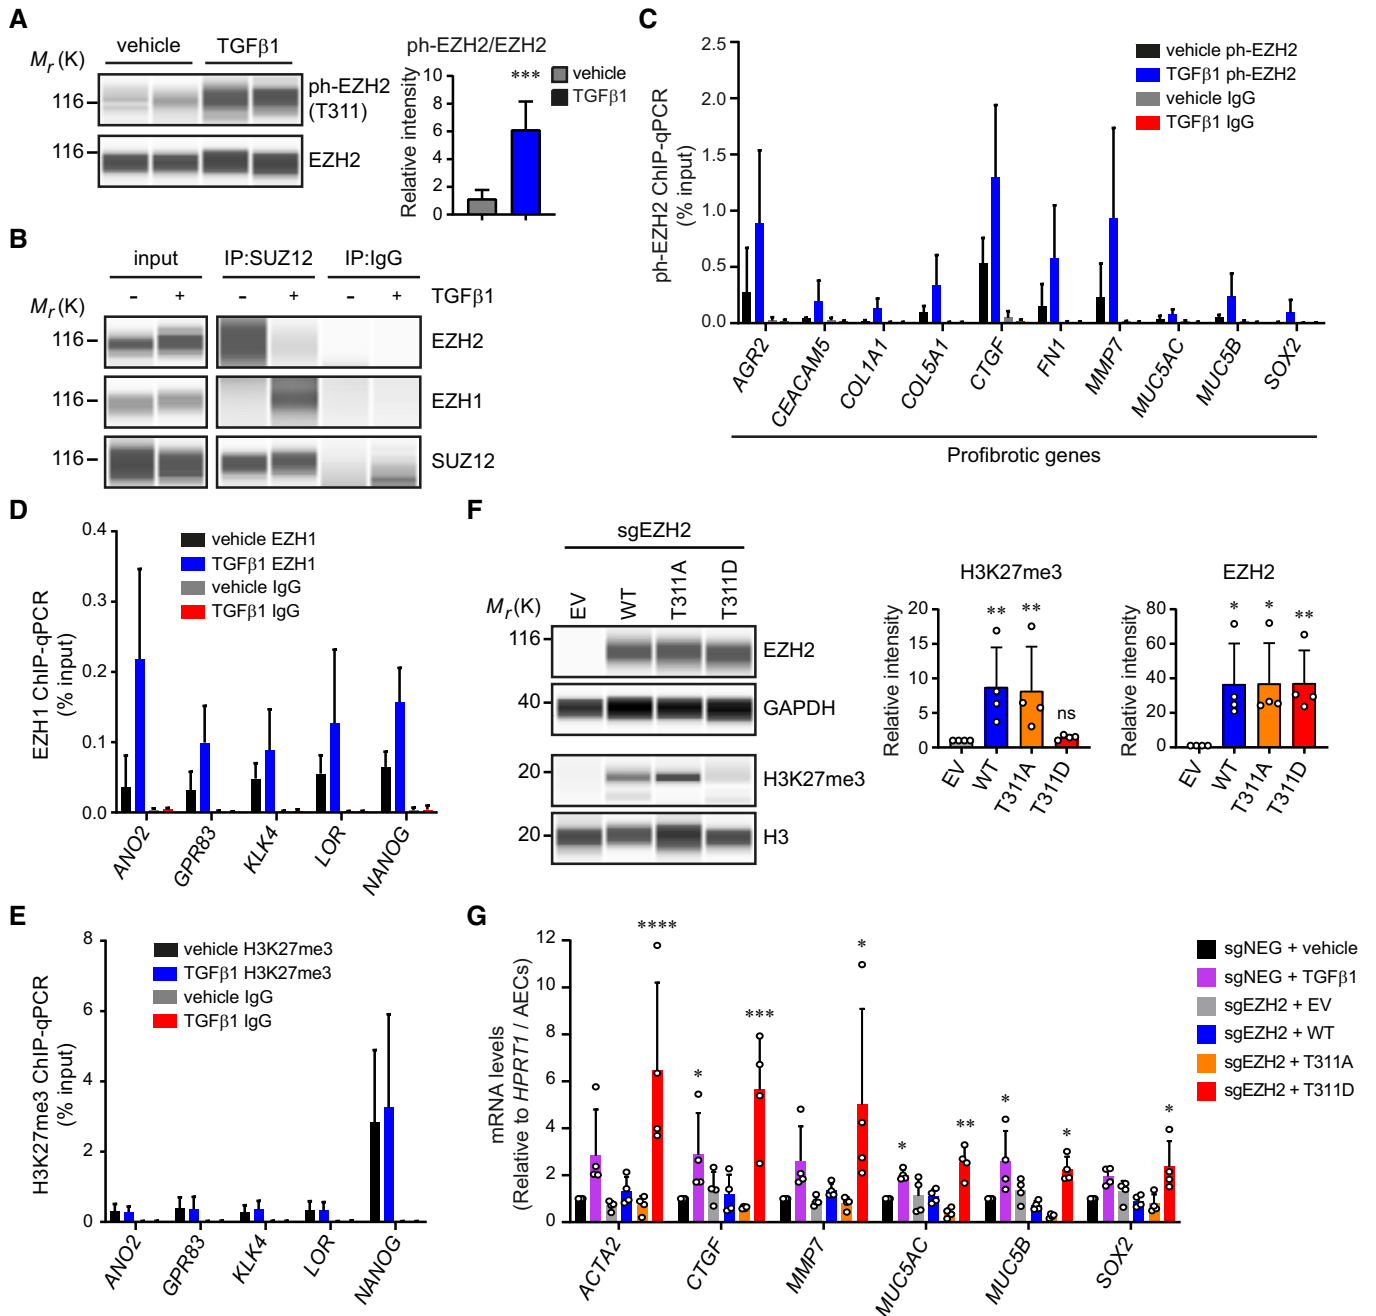 A
vehicle TGFβ1
Mr (K)
116
ph-EZH2
(T311)
116
EZH2
ph-EZH2/EZH2
Relative intensity
10
8
6
4
2
0
***
vehicle
TGFβ1
B
input IP:SUZ12 IP:IgG
Mr (K)
- + - + - + TGFβ1
116 EZH2
116 EZH1
116 SUZ12
C
ph-EZH2 ChIP-qPCR
(% input)
2.5
2.0
1.5
1.0
0.5
0.0
vehicle ph-EZH2
TGFβ1 ph-EZH2
vehicle IgG
TGFβ1 IgG
AGR2 CEACAM5 COL1A1 COL5A1 CTGF FN1 MMP7 MUC5AC MUC5B SOX2
Profibrotic genes
D
EZH1 ChIP-qPCR
(% input)
0.4
0.3
0.2
0.1
0.0
vehicle EZH1
TGFβ1 EZH1
vehicle IgG
TGFβ1 IgG
ANO2 GPR83 KLK4 LOR NANOG
E
H3K27me3 ChIP-qPCR
(% input)
8
6
4
2
0
vehicle H3K27me3
TGFβ1 H3K27me3
vehicle IgG
TGFβ1 IgG
ANO2 GPR83 KLK4 LOR NANOG
F
sgEZH2
Mr (K)
EV WT T311A T311D
116 EZH2
40 GAPDH
20 H3K27me3
20 H3
H3K27me3
Relative intensity
20
15
10
5
0
** ** ns
EV WT T311A T311D
EZH2
Relative intensity
80
60
40
20
0
* * **
EV WT T311A T311D
G
mRNA levels
(Relative to HPRT1 / AECs)
12
10
8
6
4
2
0
**** * *** * * ** * * *
ACTA2 CTGF MMP7 MUC5AC MUC5B SOX2
sgNEG + vehicle
sgNEG + TGFβ1
sgEZH2 + EV
sgEZH2 + WT
sgEZH2 + T311A
sgEZH2 + T311D